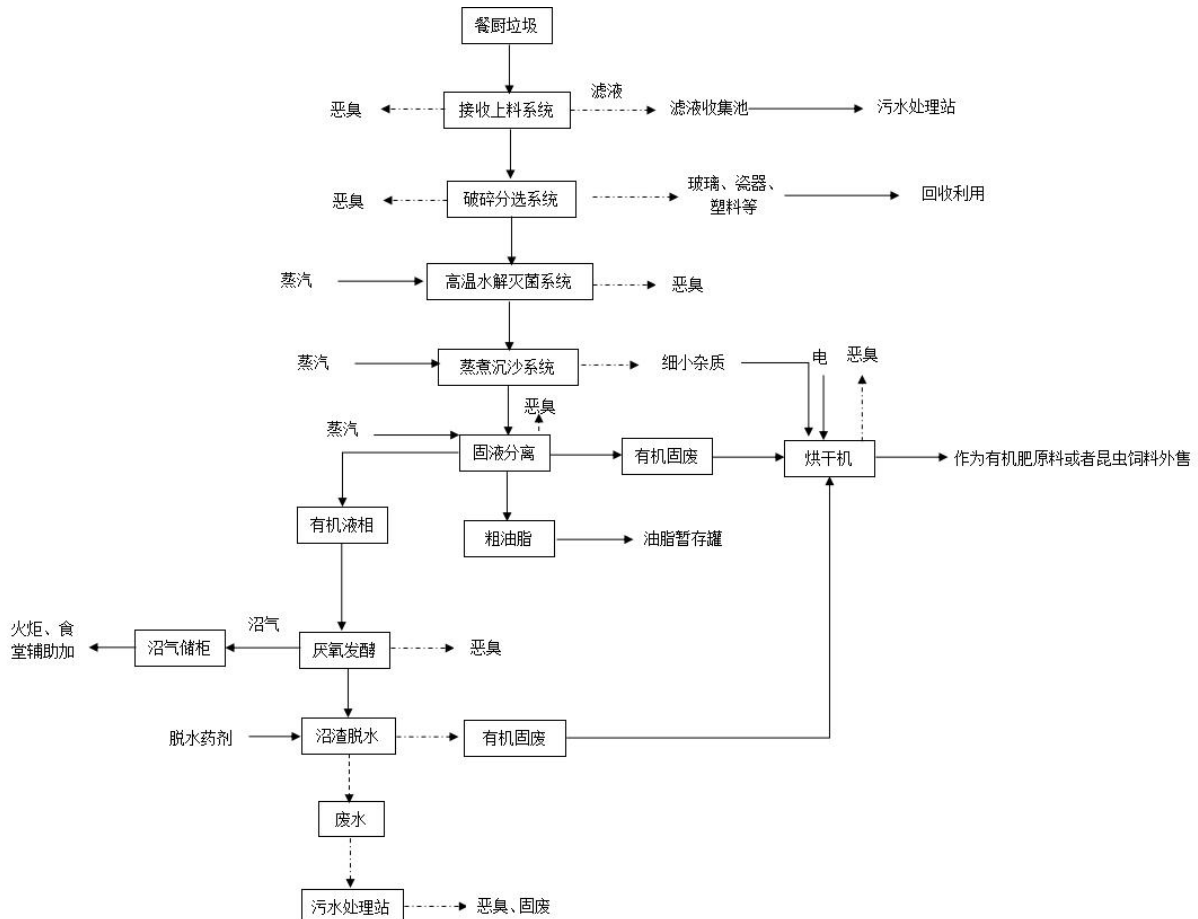 餐厨垃圾
滤液
恶臭
接收上料系统
滤液收集池
污水处理站
恶臭
破碎分选系统
玻璃、瓷器、
塑料等
回收利用
蒸汽
高温水解灭菌系统
恶臭
蒸汽
蒸煮沉沙系统
细小杂质
电
恶臭
恶臭
蒸汽
固液分离
有机固废
烘干机
作为有机肥原料或者昆虫饲料外售
有机液相
粗油脂
油脂暂存罐
火炬、食
堂辅助加
沼气储柜
沼气
厌氧发酵
恶臭
脱水药剂
沼渣脱水
有机固废
废水
污水处理站
恶臭、固废